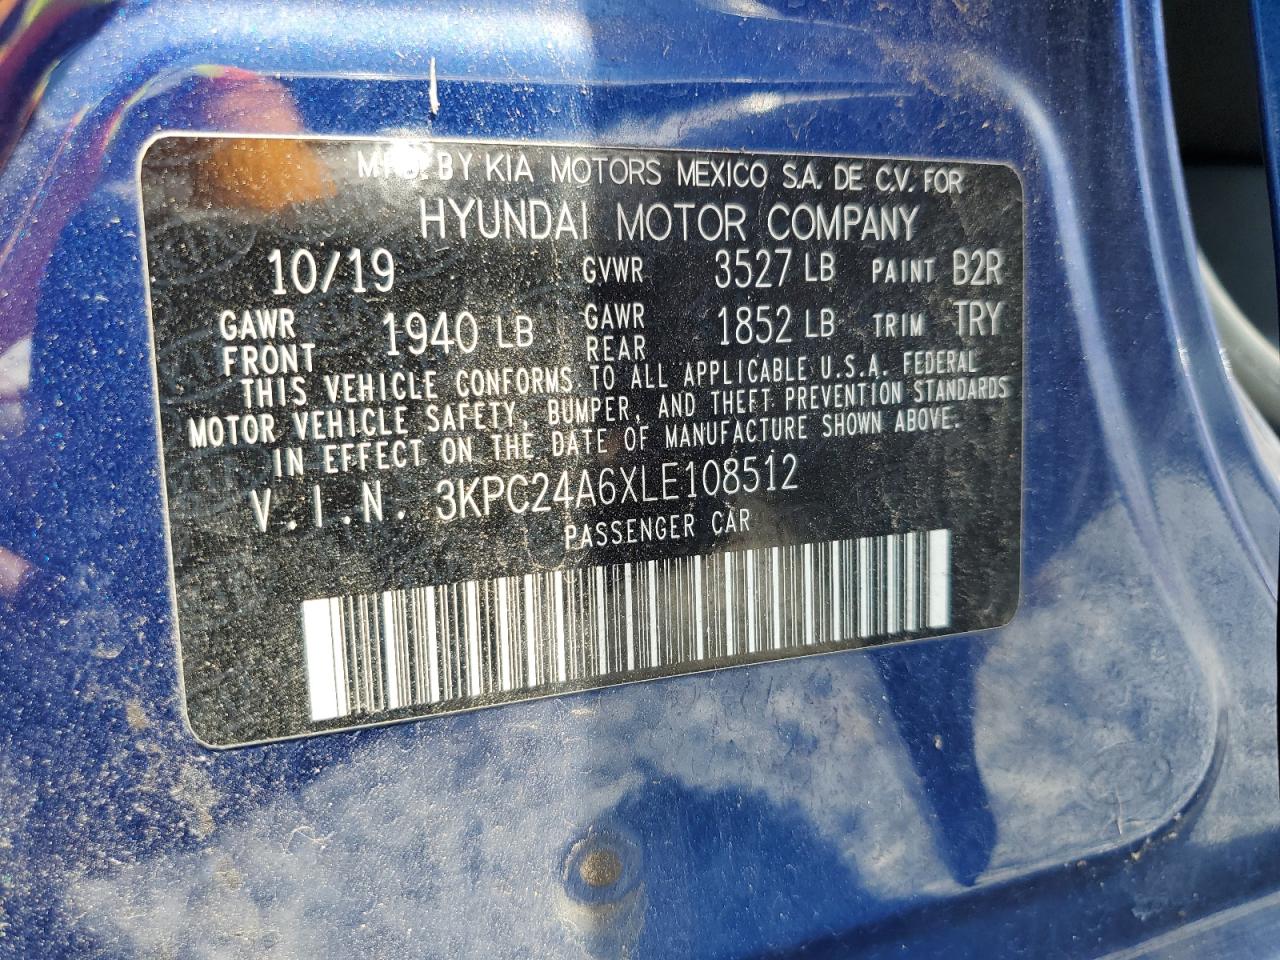 MFD. BY KIA MOTORS MEXICO S.A. DE C.V. FOR
HYUNDAI MOTOR COMPANY
10/19 GVWR 3527 LB PAINT B2R
GAWR FRONT 1940 LB GAWR REAR 1852 LB TRIM TRY
THIS VEHICLE CONFORMS TO ALL APPLICABLE U.S.A. FEDERAL
MOTOR VEHICLE SAFETY, BUMPER, AND THEFT PREVENTION STANDARDS
IN EFFECT ON THE DATE OF MANUFACTURE SHOWN ABOVE.
V.I.N. 3KPC24A6XLE108512
PASSENGER CAR